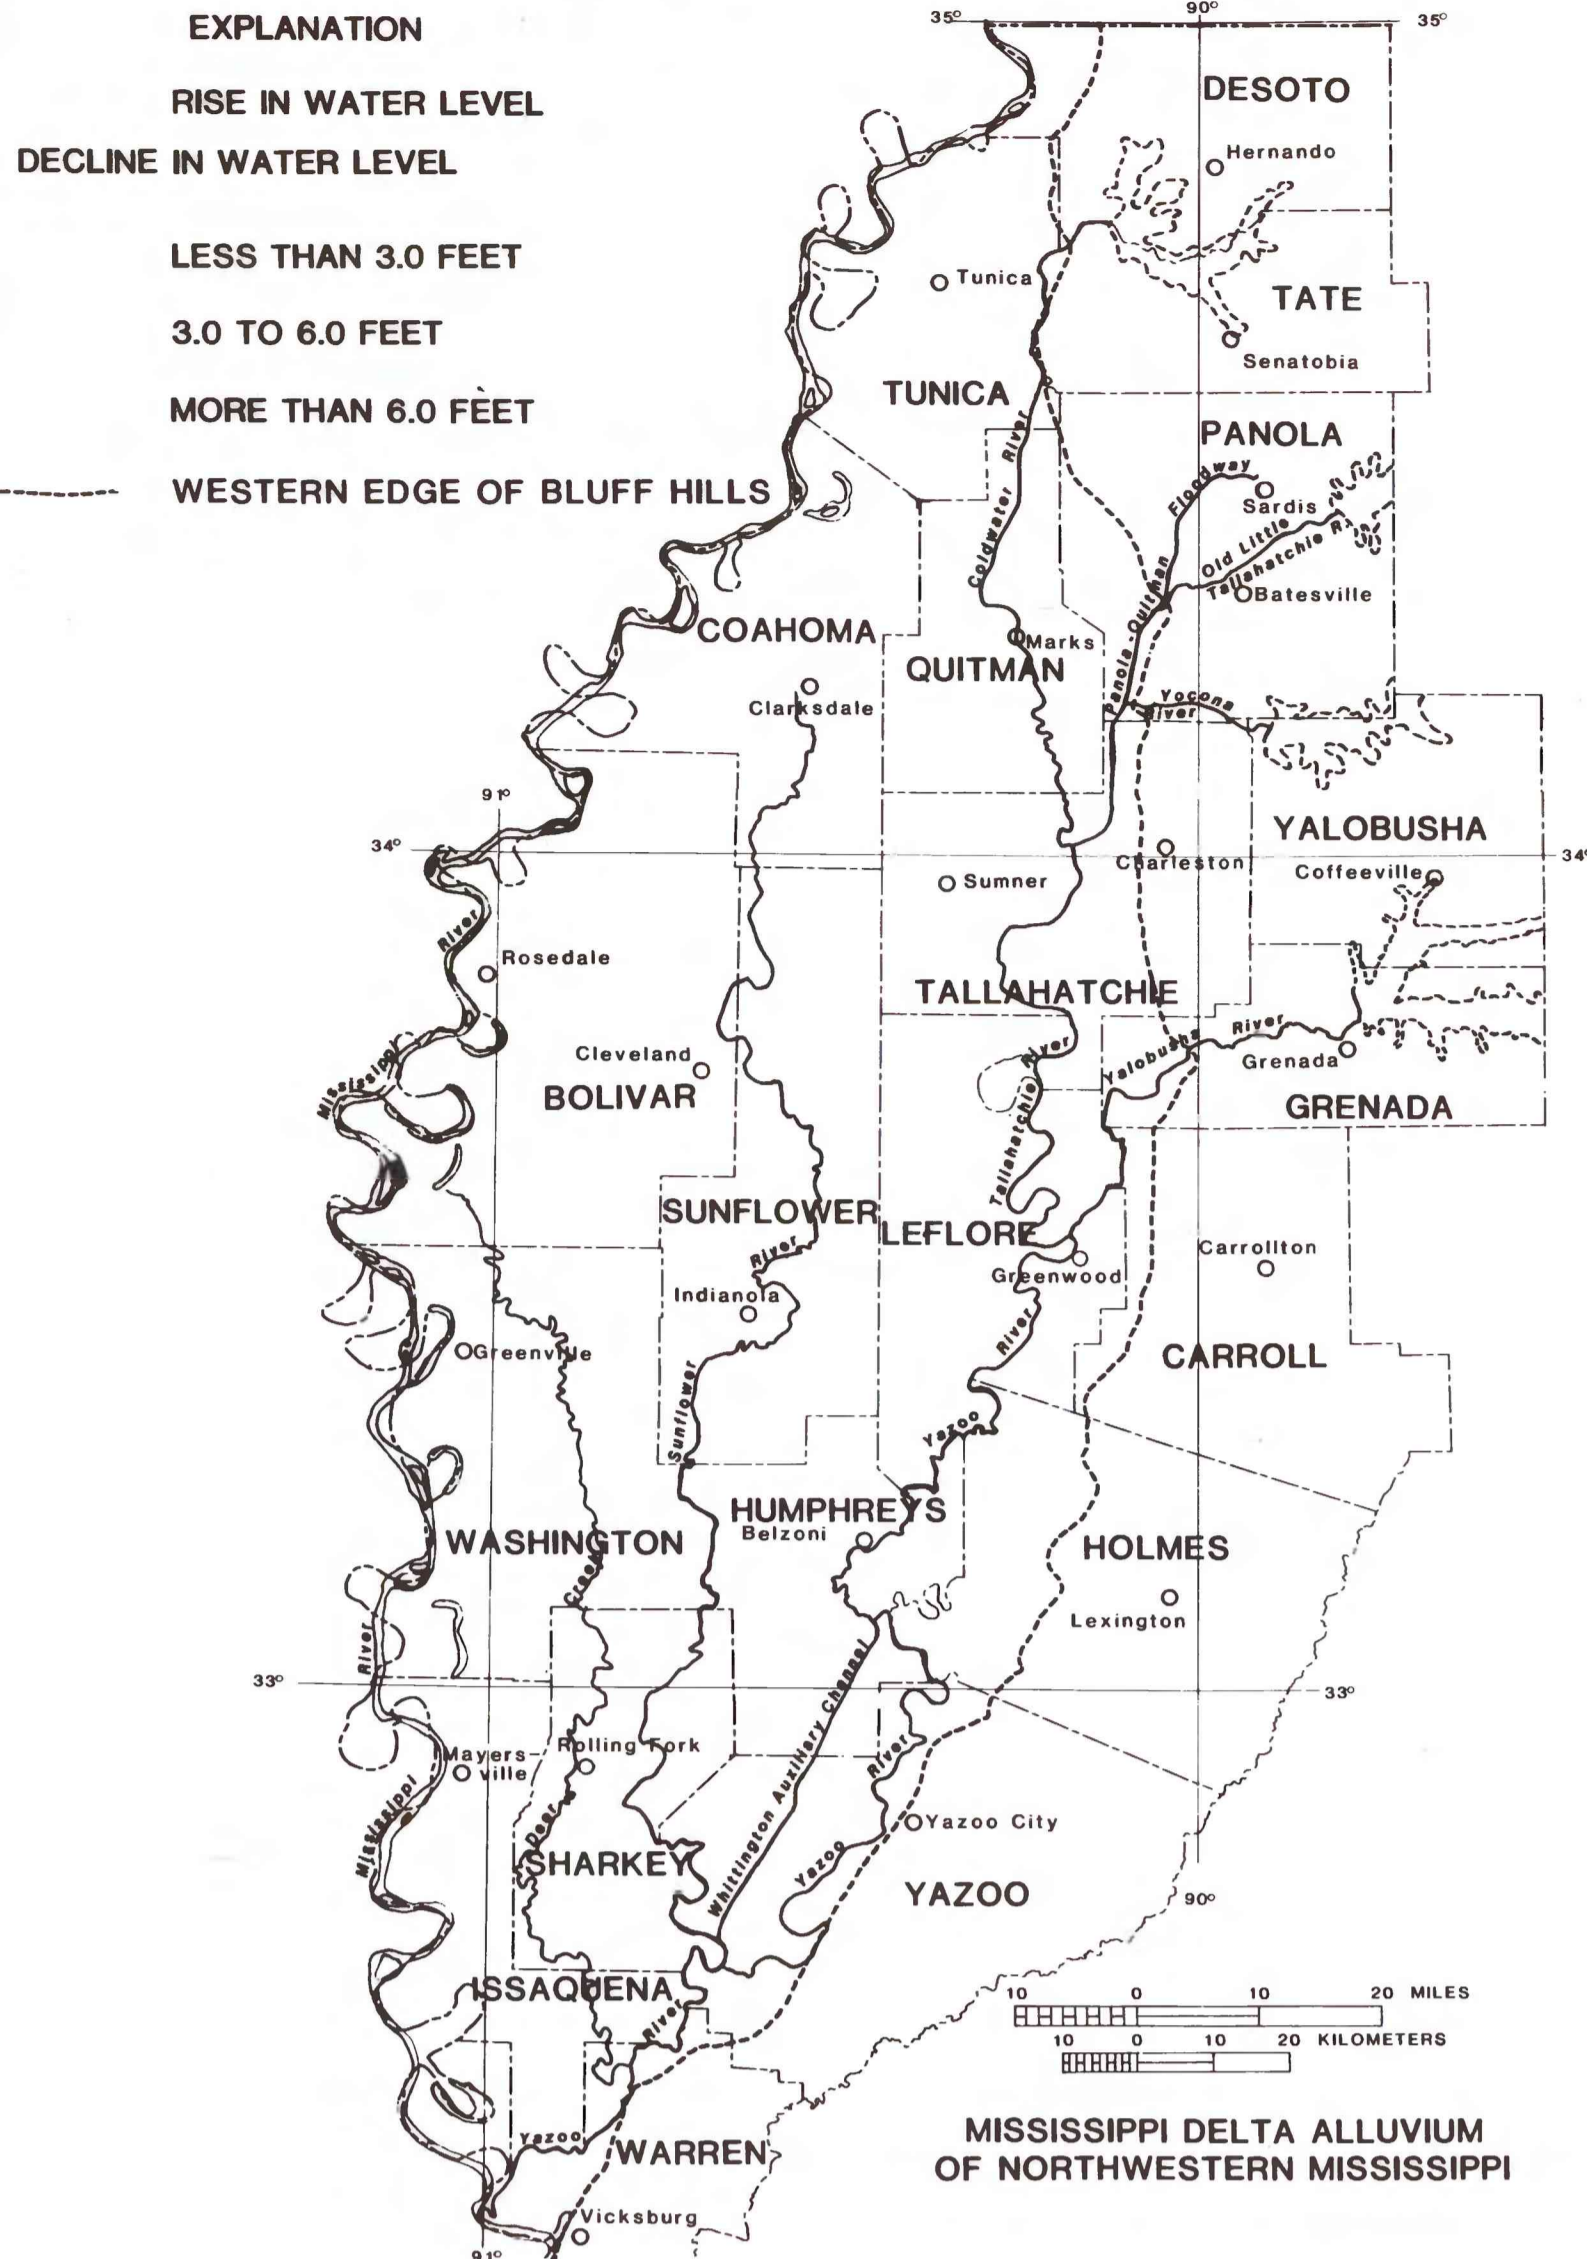 EXPLANATION
RISE IN WATER LEVEL
DECLINE IN WATER LEVEL
LESS THAN 3.0 FEET
3.0 TO 6.0 FEET
MORE THAN 6.0 FEET
WESTERN EDGE OF BLUFF HILLS
35°
90°
35°
DESOTO
Hernando
Tunica
TATE
Senatobia
TUNICA
PANOLA
Coldwater River
Panola-Quitman Floodway
Sardis
Old Little
Tallahatchie R.
Batesville
COAHOMA
Marks
QUITMAN
Clarksdale
Yocona
River
91°
34°
YALOBUSHA
Charleston
34°
Coffeeville
Sumner
Rosedale
TALLAHATCHIE
Mississippi River
Cleveland
BOLIVAR
Tallahatchie River
Yalobusha River
Grenada
GRENADA
SUNFLOWER
LEFLORE
Carrollton
Greenwood
Indianola
Sunflower River
Greenville
CARROLL
Yazoo River
HUMPHREYS
Belzoni
WASHINGTON
HOLMES
Lexington
Deer Creek
33°
33°
Mississippi River
Mayers-
ville
Rolling Fork
Whittington Auxiliary Channel
Yazoo River
Yazoo City
SHARKEY
YAZOO
90°
ISSAQUENA
10 0 10 20 MILES
10 0 10 20 KILOMETERS
Yazoo River
WARREN
MISSISSIPPI DELTA ALLUVIUM
OF NORTHWESTERN MISSISSIPPI
Vicksburg
91°